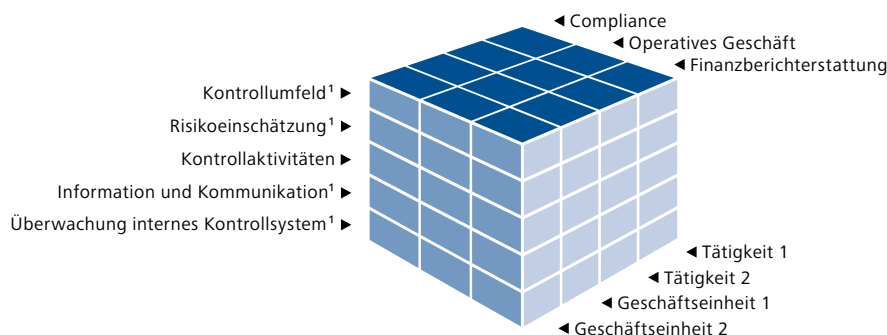 ◄ Compliance
◄ Operatives Geschäft
◄ Finanzberichterstattung
Kontrollumfeld¹ ►
Risikoeinschätzung¹ ►
Kontrollaktivitäten ►
Information und Kommunikation¹ ►
Überwachung internes Kontrollsystem¹ ►
◄ Tätigkeit 1
◄ Tätigkeit 2
◄ Geschäftseinheit 1
◄ Geschäftseinheit 2